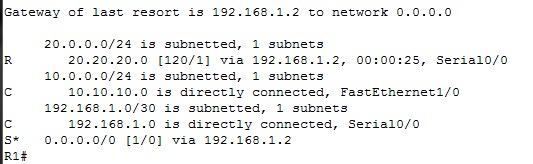 Gateway of last resort is 192.168.1.2 to network 0.0.0.0
20.0.0.0/24 is subnetted, 1 subnets
R 20.20.20.0 [120/1] via 192.168.1.2, 00:00:25, Serial0/0
10.0.0.0/24 is subnetted, 1 subnets
C 10.10.10.0 is directly connected, FastEthernet1/0
192.168.1.0/30 is subnetted, 1 subnets
C 192.168.1.0 is directly connected, Serial0/0
S* 0.0.0.0/0 [1/0] via 192.168.1.2
R1#